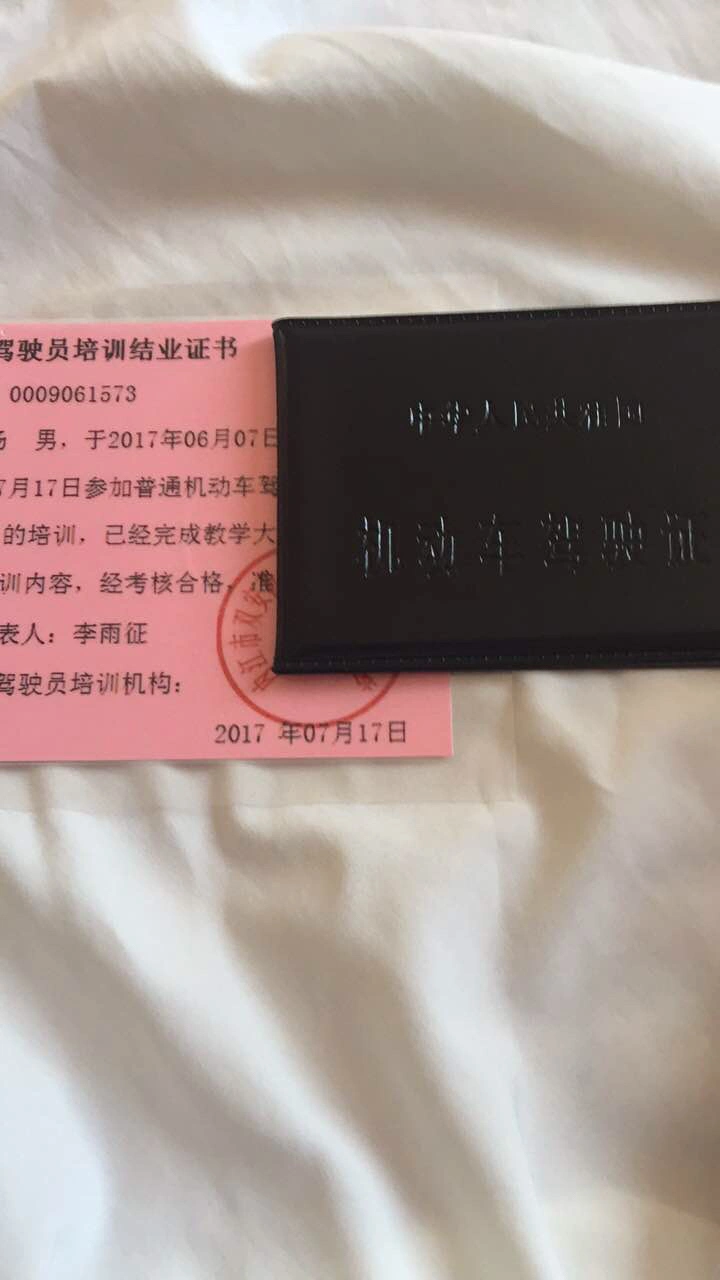 驾驶员培训结业证书
0009061573
男，于2017年06月07日
7月17日参加普通机动车驾
的培训，已经完成教学大
训内容，经考核合格，准
表人：李雨征
驾驶员培训机构：
2017 年07月17日
江市双
中华人民共和国
机动车驾驶证